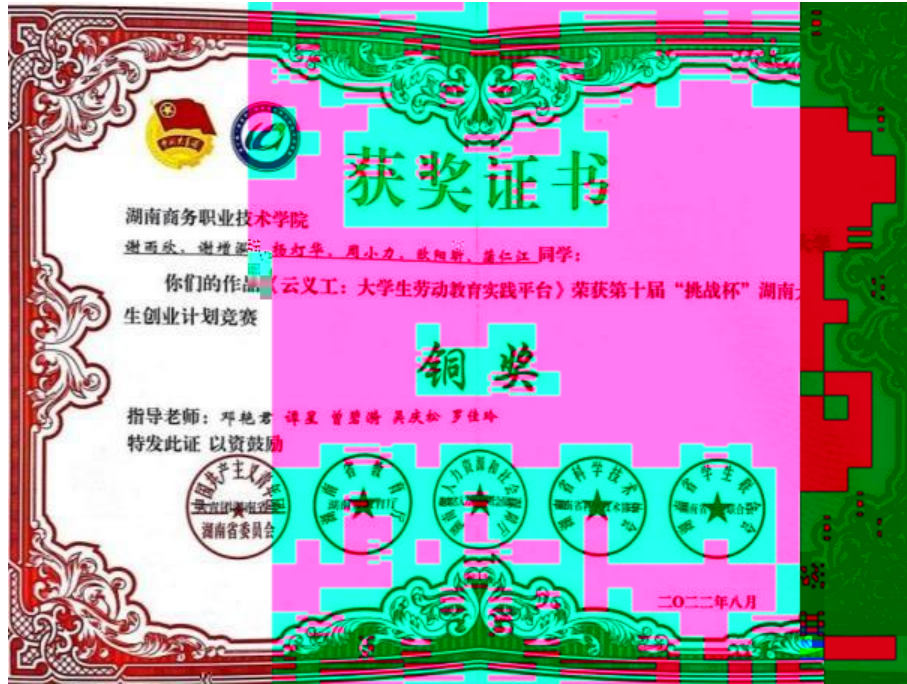 获奖证书
湖南商务职业技术学院
谢雨欣、谢增源、杨灯华、周小力、欧阳昕、蒲仁江 同学：
你们的作品《云义工：大学生劳动教育实践平台》荣获第十届“挑战杯”湖南大学
生创业计划竞赛
铜奖
指导老师：邓艳君 谭星 曾碧漪 吴庆松 罗佳玲
特发此证 以资鼓励
湖南省委员会
二〇二二年八月